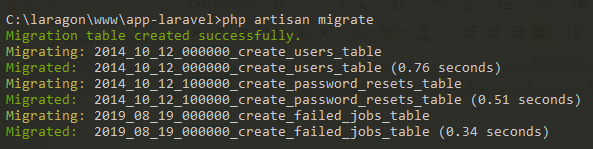 C:\laragon\www\app-laravel>php artisan migrate
Migration table created successfully.
Migrating: 2014_10_12_000000_create_users_table
Migrated:  2014_10_12_000000_create_users_table (0.76 seconds)
Migrating: 2014_10_12_100000_create_password_resets_table
Migrated:  2014_10_12_100000_create_password_resets_table (0.51 seconds)
Migrating: 2019_08_19_000000_create_failed_jobs_table
Migrated:  2019_08_19_000000_create_failed_jobs_table (0.34 seconds)